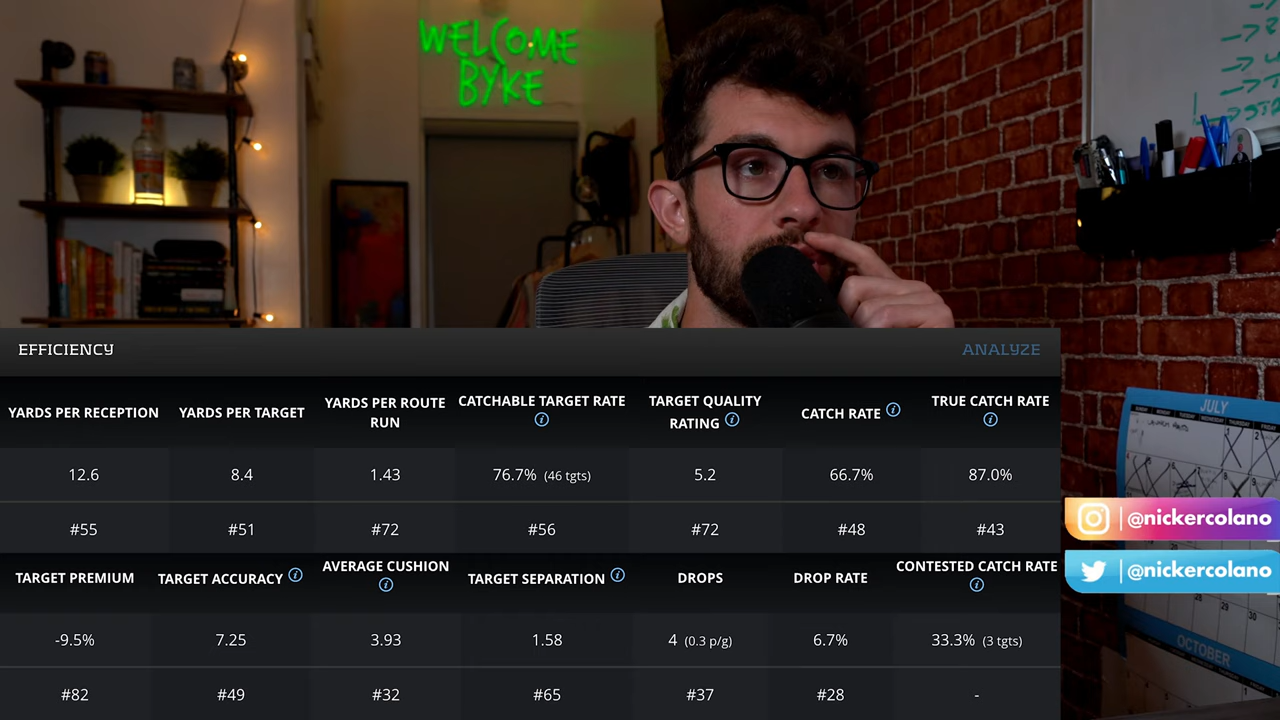 WELCOME
BYKE
EFFICIENCY
ANALYZE
YARDS PER RECEPTION
YARDS PER TARGET
YARDS PER ROUTE
RUN
CATCHABLE TARGET RATE
TARGET QUALITY
RATING
CATCH RATE
TRUE CATCH RATE
12.6
8.4
1.43
76.7% (46 tgts)
5.2
66.7%
87.0%
#55
#51
#72
#56
#72
#48
#43
TARGET PREMIUM
TARGET ACCURACY
AVERAGE CUSHION
TARGET SEPARATION
DROPS
DROP RATE
CONTESTED CATCH RATE
-9.5%
7.25
3.93
1.58
4 (0.3 p/g)
6.7%
33.3% (3 tgts)
#82
#49
#32
#65
#37
#28
-
JULY
@nickercolano
@nickercolano
28
29
30
OCTOBER